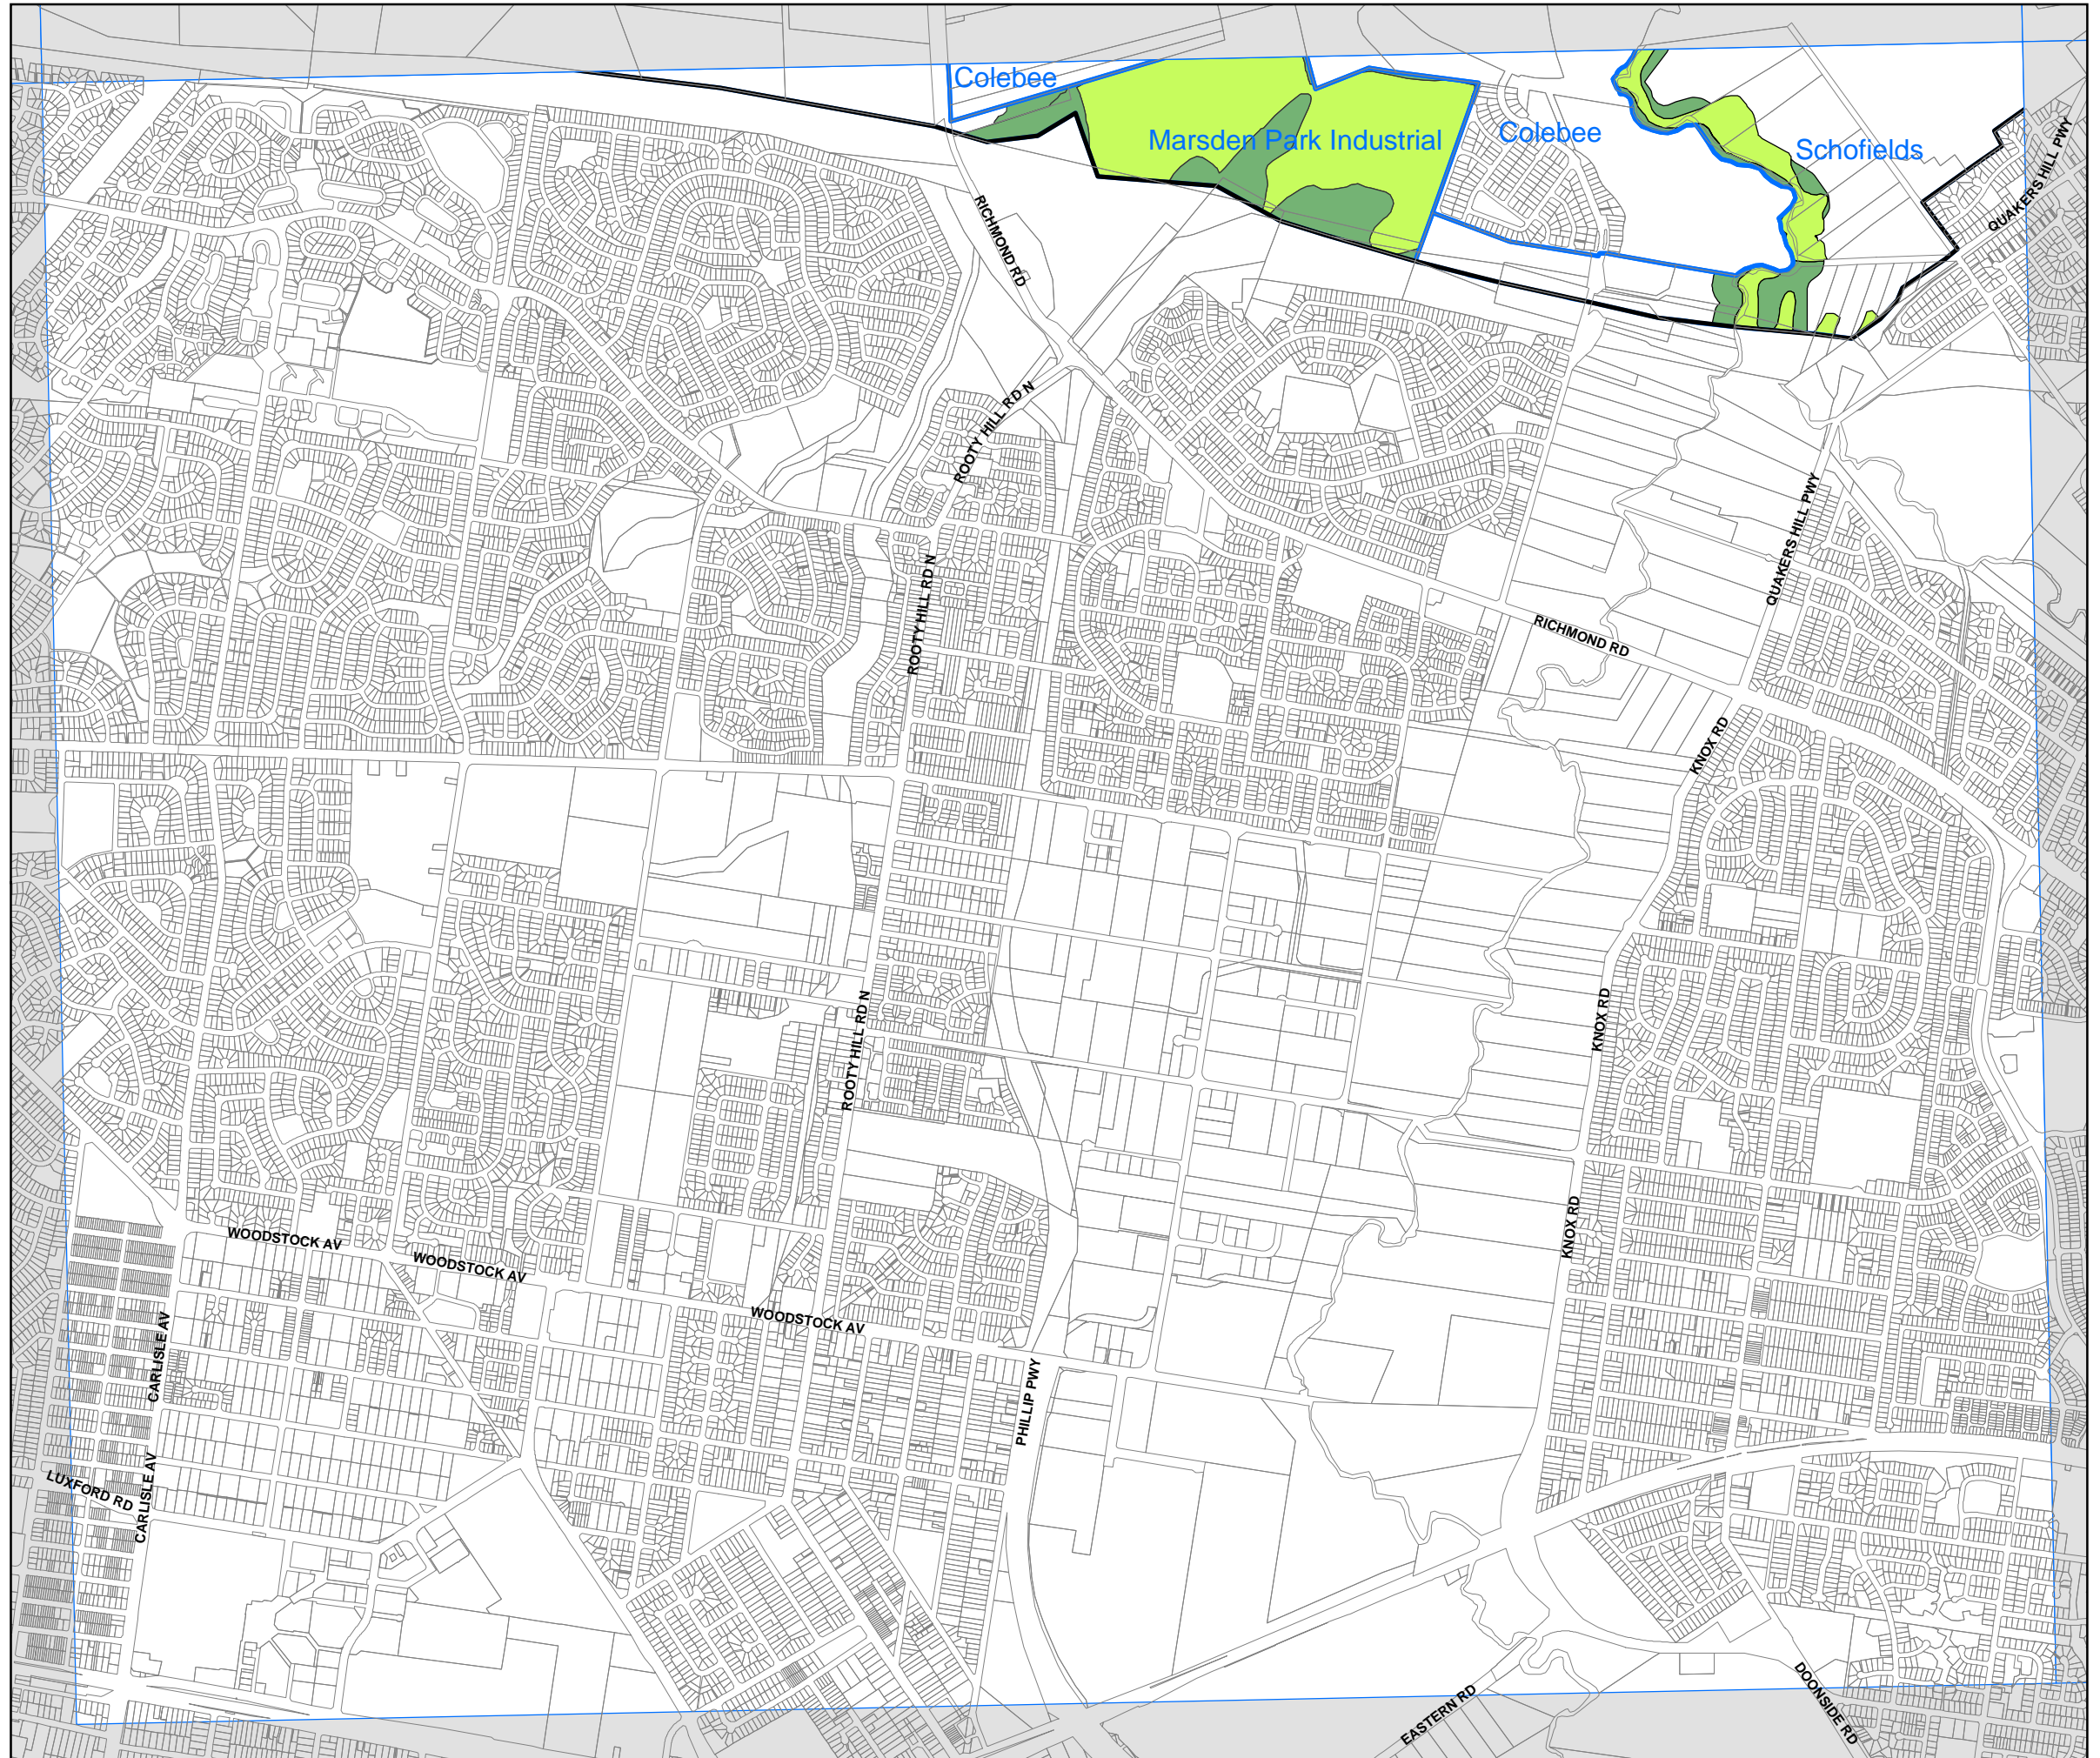 Colebee
Marsden Park Industrial
Colebee
Schofields
QUAKERS HILL PWY
RICHMOND RD
ROOTY HILL RD N
QUAKERS HILL PWY
ROOTY HILL RD N
RICHMOND RD
KNOX RD
ROOTY HILL RD N
KNOX RD
KNOX RD
WOODSTOCK AV
WOODSTOCK AV
WOODSTOCK AV
CARLISLE AV
PHILLIP PWY
CARLISLE AV
LUXFORD RD
EASTERN RD
DOONSIDE RD